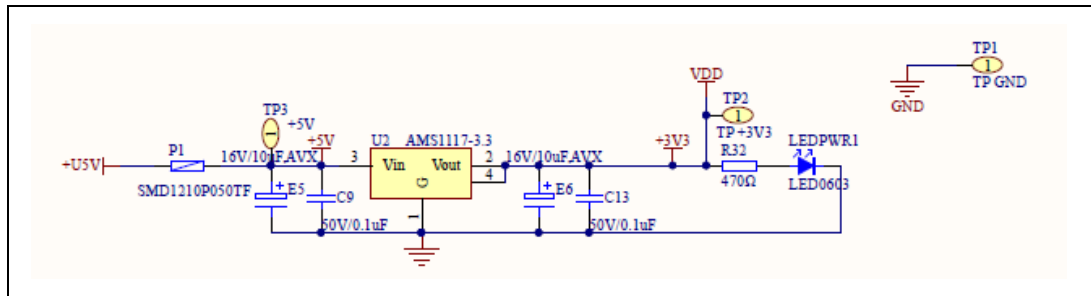 TP1
1
TP GND
GND
VDD
TP2
1
TP +3V3
TP3
1
+5V
+5V
U2
AMS1117-3.3
+3V3
R32
470Ω
LEDPWR1
LED0603
P1
+U5V
16V/10uF,AVX
3
Vin
Vout
G
2
4
1
16V/10uF,AVX
SMD1210P050TF
+
E5
C9
+
E6
C13
50V/0.1uF
50V/0.1uF